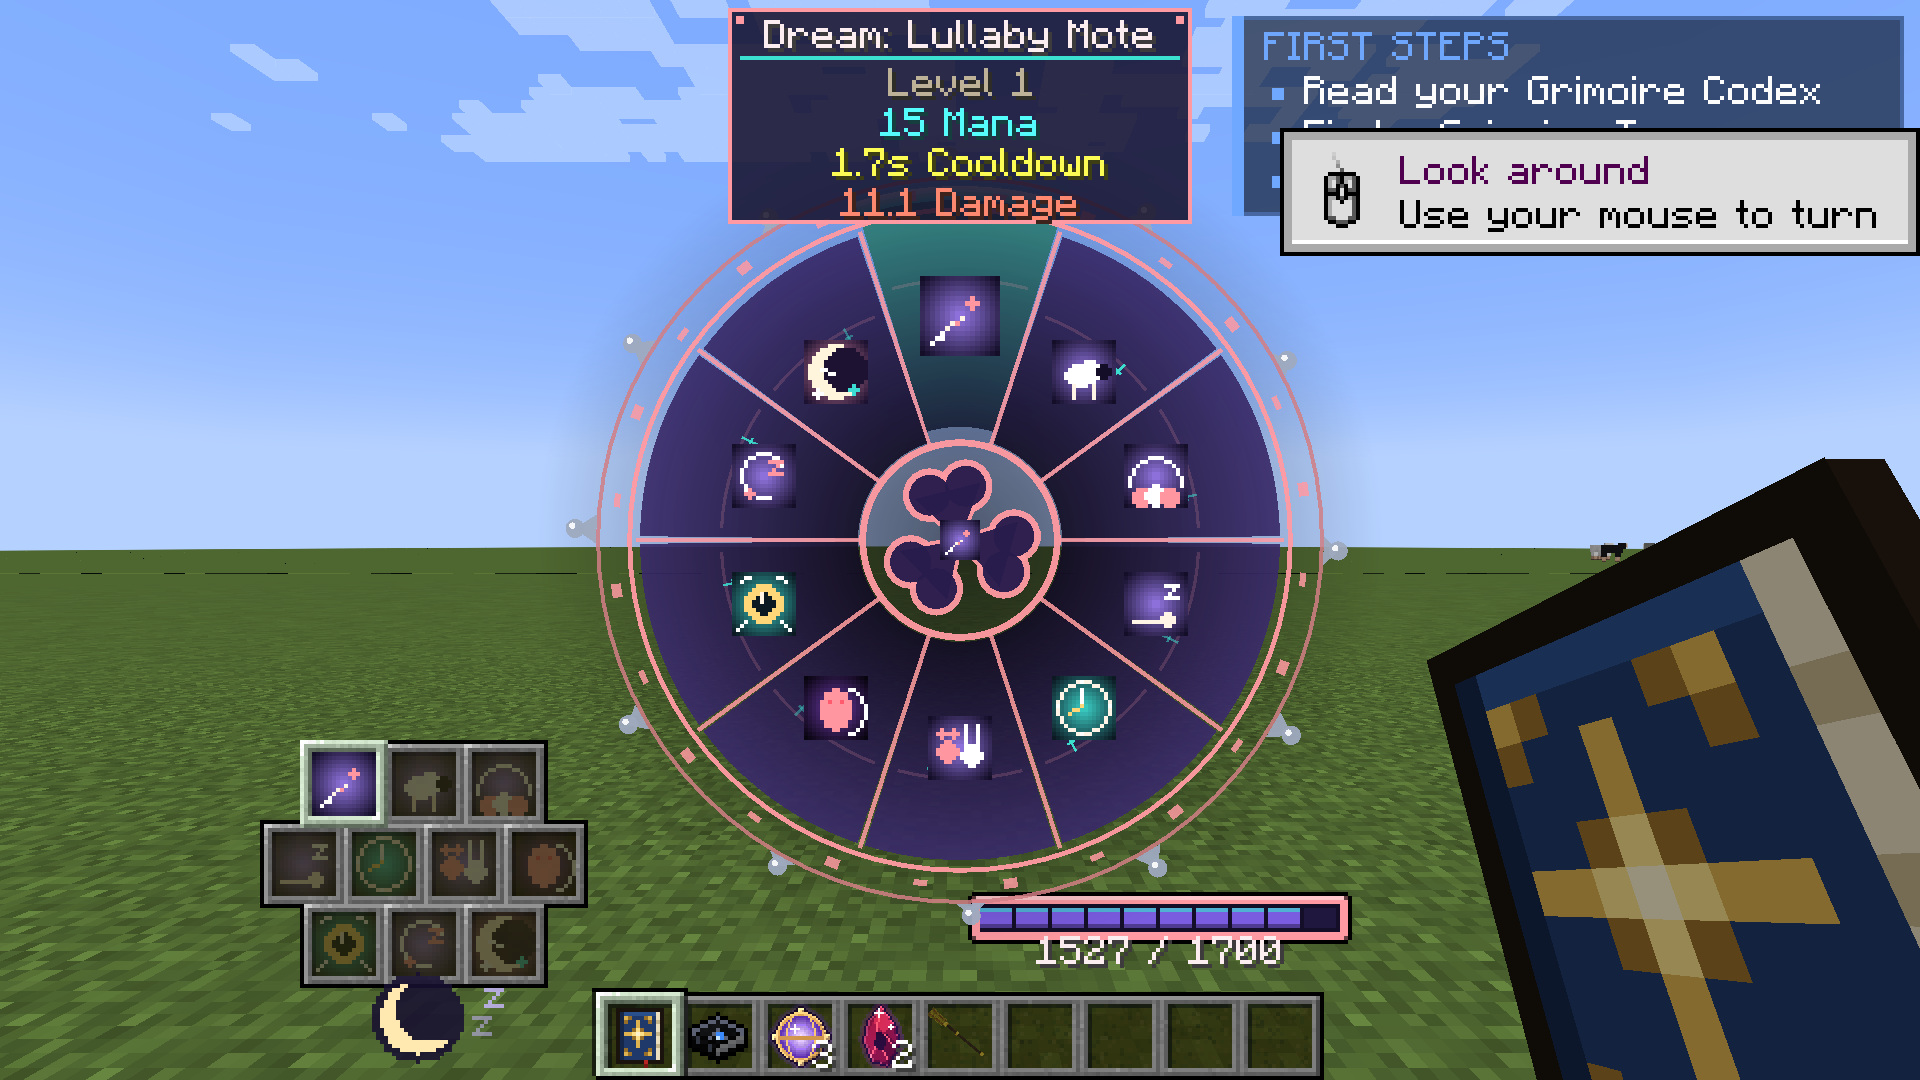 Dream: Lullaby Mote
Level 1
15 Mana
1.7s Cooldown
11.1 Damage
FIRST STEPS
Read your Grimoire Codex
Look around
Use your mouse to turn
1527 / 1700
3
2